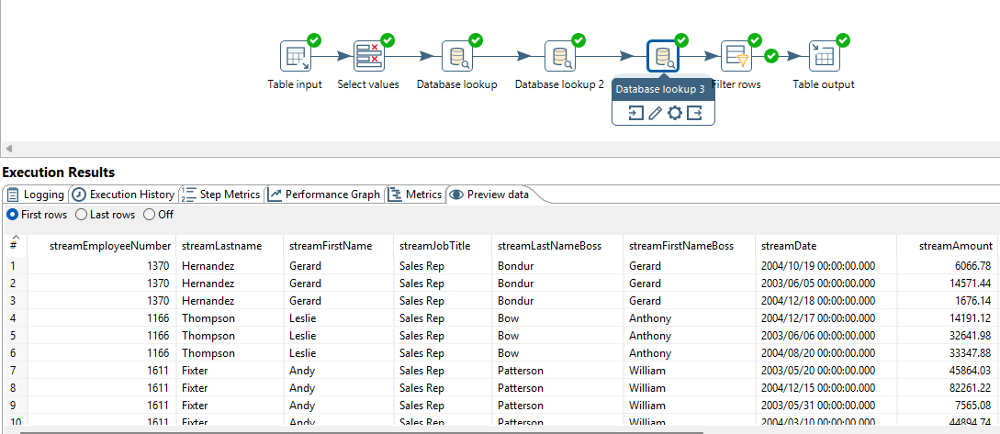 Table input Select values Database lookup Database lookup 2 Database lookup 3 Filter rows Table output
Execution Results
Logging Execution History Step Metrics Performance Graph Metrics Preview data
First rows Last rows Off
# streamEmployeeNumber streamLastname streamFirstName streamJobTitle streamLastNameBoss streamFirstNameBoss streamDate streamAmount
1 1370 Hernandez Gerard Sales Rep Bondur Gerard 2004/10/19 00:00:00.000 6066.78
2 1370 Hernandez Gerard Sales Rep Bondur Gerard 2003/06/05 00:00:00.000 14571.44
3 1370 Hernandez Gerard Sales Rep Bondur Gerard 2004/12/18 00:00:00.000 1676.14
4 1166 Thompson Leslie Sales Rep Bow Anthony 2004/12/17 00:00:00.000 14191.12
5 1166 Thompson Leslie Sales Rep Bow Anthony 2003/06/06 00:00:00.000 32641.98
6 1166 Thompson Leslie Sales Rep Bow Anthony 2004/08/20 00:00:00.000 33347.88
7 1611 Fixter Andy Sales Rep Patterson William 2003/05/20 00:00:00.000 45864.03
8 1611 Fixter Andy Sales Rep Patterson William 2004/12/15 00:00:00.000 82261.22
9 1611 Fixter Andy Sales Rep Patterson William 2003/05/31 00:00:00.000 7565.08
10 1611 Fixter Andy Sales Rep Patterson William 2004/03/10 00:00:00.000 44894.74